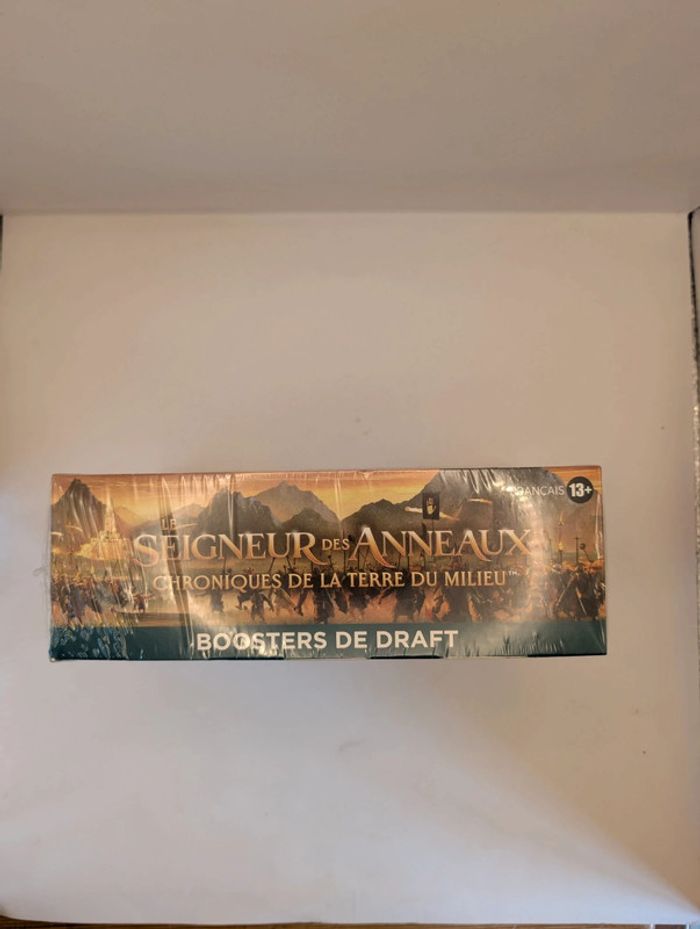 FRANÇAIS 13+
LE
SEIGNEUR DES ANNEAUX
CHRONIQUES DE LA TERRE DU MILIEU™
BOOSTERS DE DRAFT